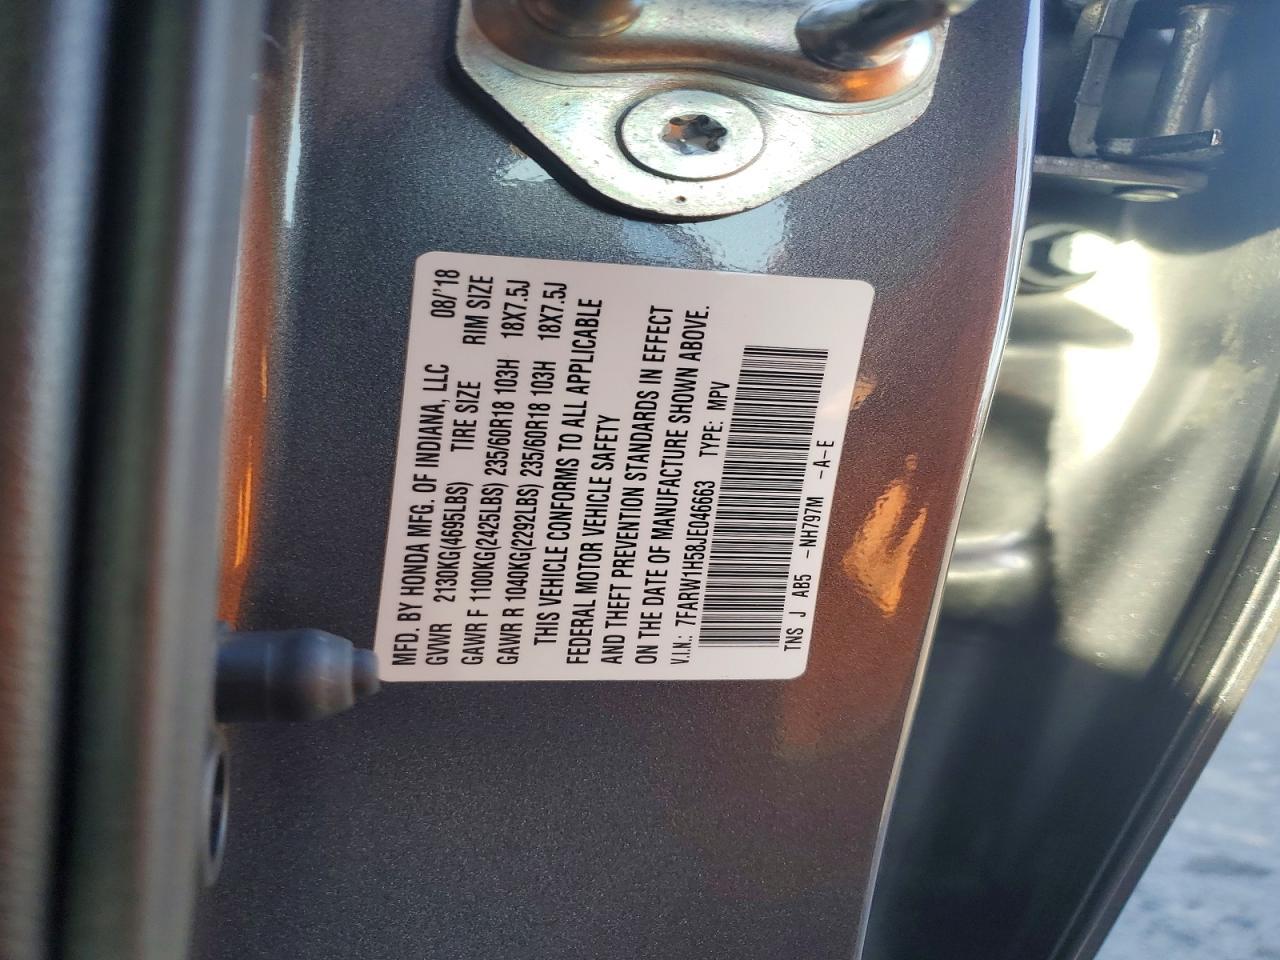 MFD. BY HONDA MFG. OF INDIANA, LLC 08/'18
GVWR 2130KG(4695LBS) TIRE SIZE RIM SIZE
GAWR F 1100KG(2425LBS) 235/60R18 103H 18X7.5J
GAWR R 1040KG(2292LBS) 235/60R18 103H 18X7.5J
THIS VEHICLE CONFORMS TO ALL APPLICABLE
FEDERAL MOTOR VEHICLE SAFETY
AND THEFT PREVENTION STANDARDS IN EFFECT
ON THE DATE OF MANUFACTURE SHOWN ABOVE.
V.I.N.: 7FARW1H58JE046663 TYPE: MPV
TNS J AB5 -NH797M -A-E